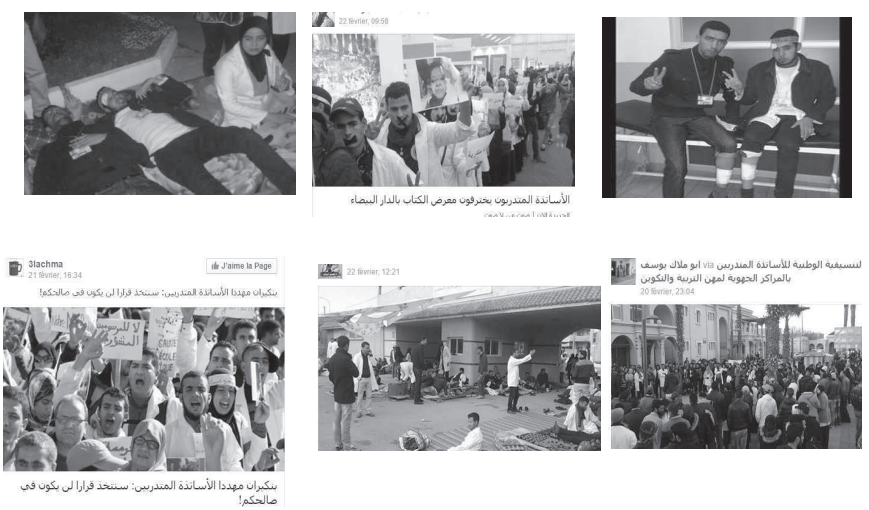 22 février, 09:58
الأساتذة المتدربون يخترقون معرض الكتاب بالدار البيضاء
3lachma
21 février, 16:34
J'aime la Page
بنكيران مهددا الأساتذة المتدربين: سنتخذ قرارا لن يكون في صالحكم!
لا للمرسومين
بنكيران مهددا الأساتذة المتدربين: سنتخذ قرارا لن يكون في
صالحكم!
22 février, 12:21
لتنسيقية الوطنية للأساتذة المتدربين via ابو ملاك يوسف
بالمراكز الجهوية لمهن التربية والتكوين
20 février, 23:04